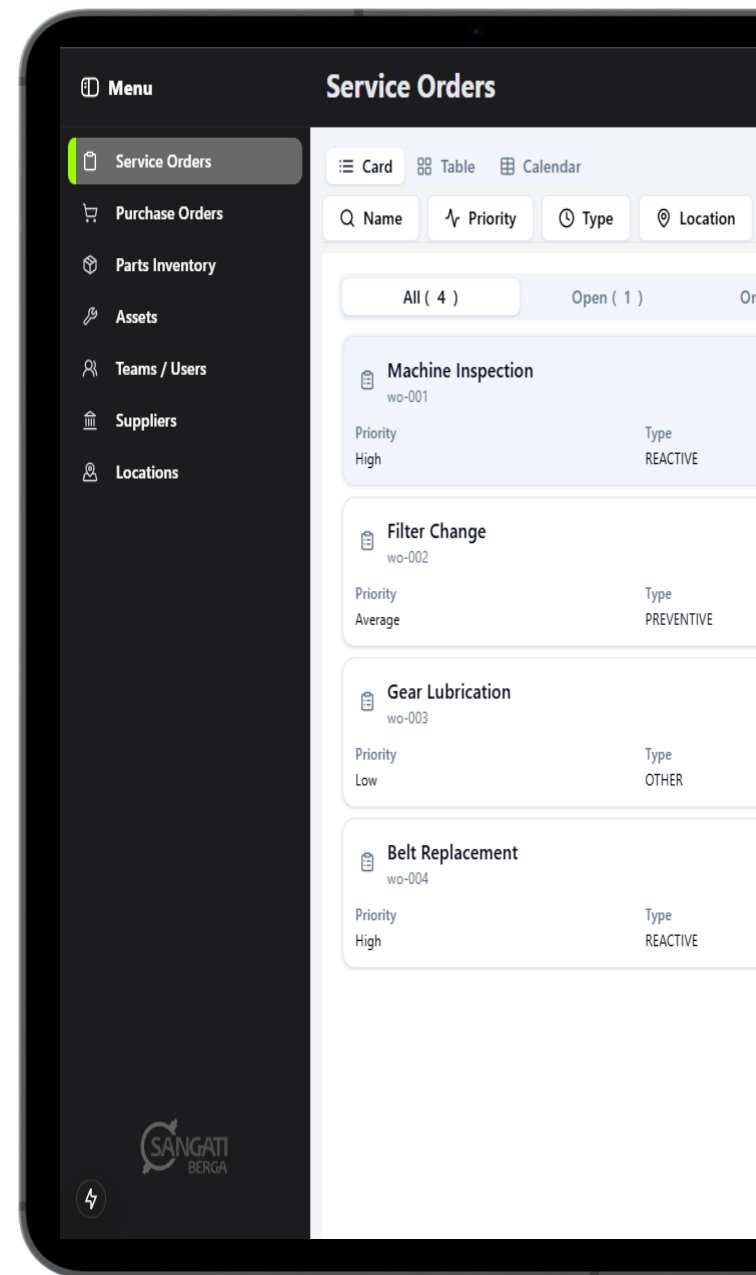 Menu
Service Orders
Service Orders
Purchase Orders
Parts Inventory
Assets
Teams / Users
Suppliers
Locations
SANGATI
BERGA
Card Table Calendar
Name Priority Type Location
All ( 4 ) Open ( 1 )
Machine Inspection
wo-001
Priority Type
High REACTIVE
Filter Change
wo-002
Priority Type
Average PREVENTIVE
Gear Lubrication
wo-003
Priority Type
Low OTHER
Belt Replacement
wo-004
Priority Type
High REACTIVE